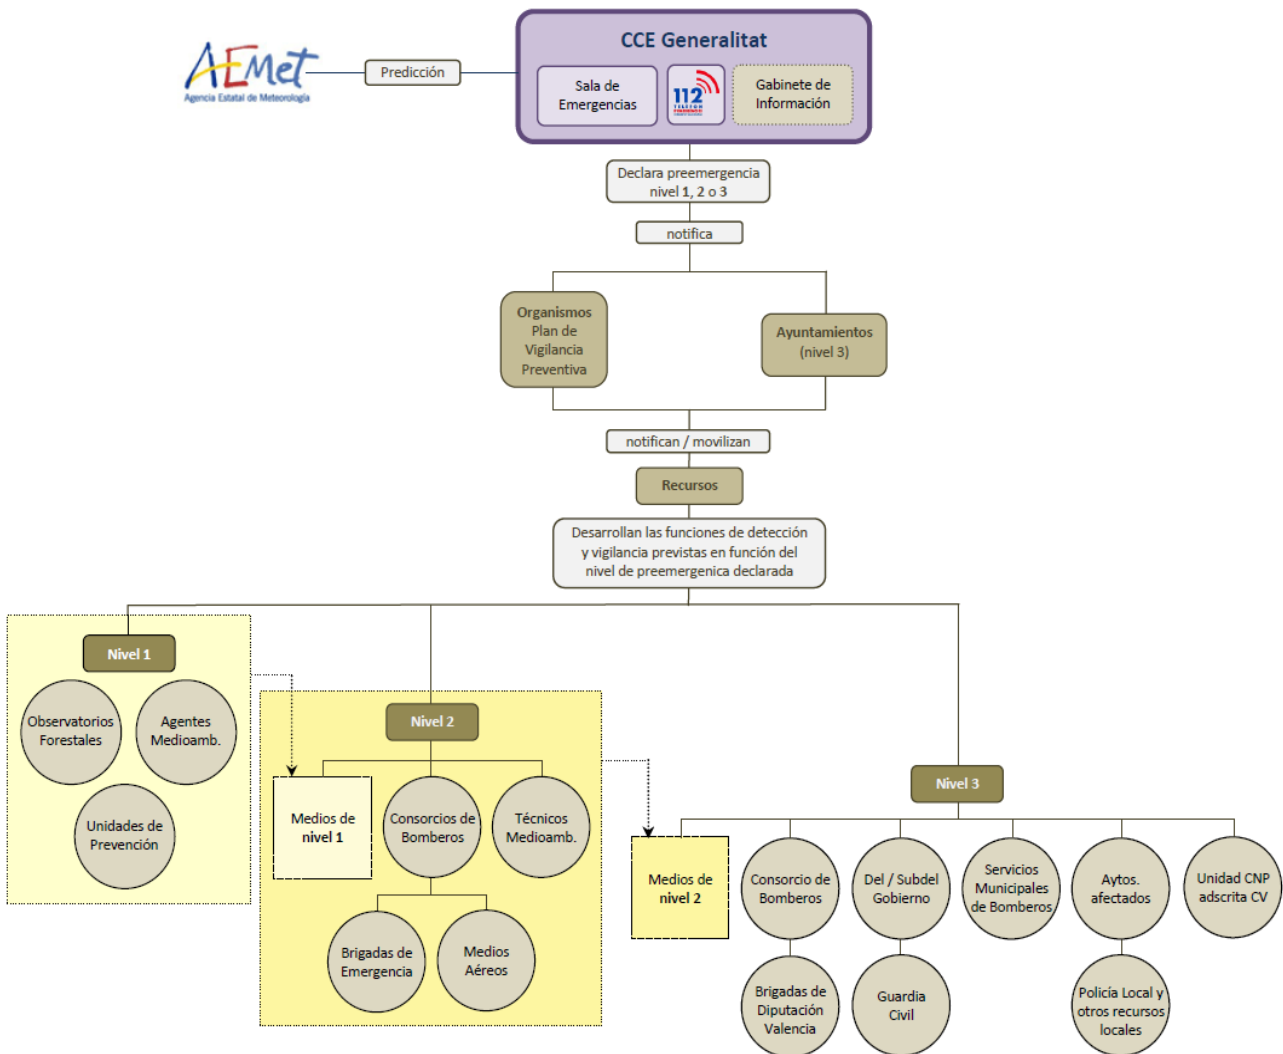 CCE Generalitat
AEMet
Agencia Estatal de Meteorología
Predicción
Sala de
Emergencias
112
Gabinete de
Información
Declara preemergencia
nivel 1, 2 o 3
notifica
Organismos
Plan de
Vigilancia
Preventiva
Ayuntamientos
(nivel 3)
notifican / movilizan
Recursos
Desarrollan las funciones de detección
y vigilancia previstas en función del
nivel de preemergenica declarada
Nivel 1
Observatorios
Forestales
Agentes
Medioamb.
Unidades de
Prevención
Nivel 2
Medios de
nivel 1
Consorcios de
Bomberos
Técnicos
Medioamb.
Brigadas de
Emergencia
Medios
Aéreos
Nivel 3
Medios de
nivel 2
Consorcio de
Bomberos
Del / Subdel
Gobierno
Servicios
Municipales
de Bomberos
Aytos.
afectados
Unidad CNP
adscrita CV
Brigadas de
Diputación
Valencia
Guardia
Civil
Policía Local y
otros recursos
locales